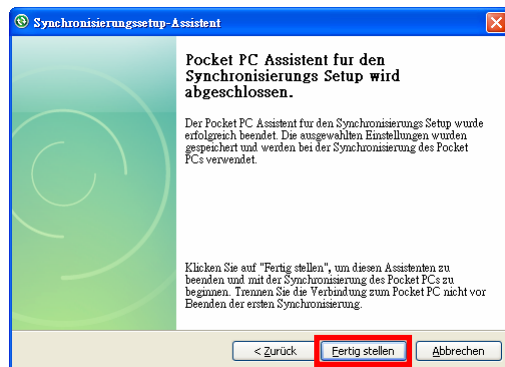 Synchronisierungssetup-Assistent
Pocket PC Assistent fur den
Synchronisierungs Setup wird
abgeschlossen.
Der Pocket PC Assistent fur den Synchronisierungs Setup wurde
erfolgreich beendet. Die ausgewahlten Einstellungen wurden
gespeichert und werden bei der Synchronisierung des Pocket
PCs verwendet.
Klicken Sie auf "Fertig stellen", um diesen Assistenten zu
beenden und mit der Synchronisierung des Pocket PCs zu
beginnen. Trennen Sie die Verbindung zum Pocket PC nicht vor
Beenden der ersten Synchronisierung.
< Zurück Fertig stellen Abbrechen